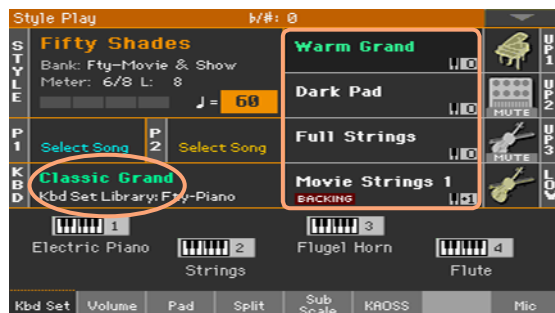 Style Play b/#: 0
STYLE
Fifty Shades
Bank: Fty-Movie & Show
Meter: 6/8 L: 8
♩= 60
P1 Select Song
P2 Select Song
KBD
Classic Grand
Kbd Set Library: Fty-Piano
Warm Grand
0
UP1
Dark Pad
0
MUTE
UP2
Full Strings
0
MUTE
UP3
Movie Strings 1
BACKING
+1
LOW
1
Electric Piano
2
Strings
3
Flugel Horn
4
Flute
Kbd Set Volume Pad Split Sub Scale KAOSS Mic